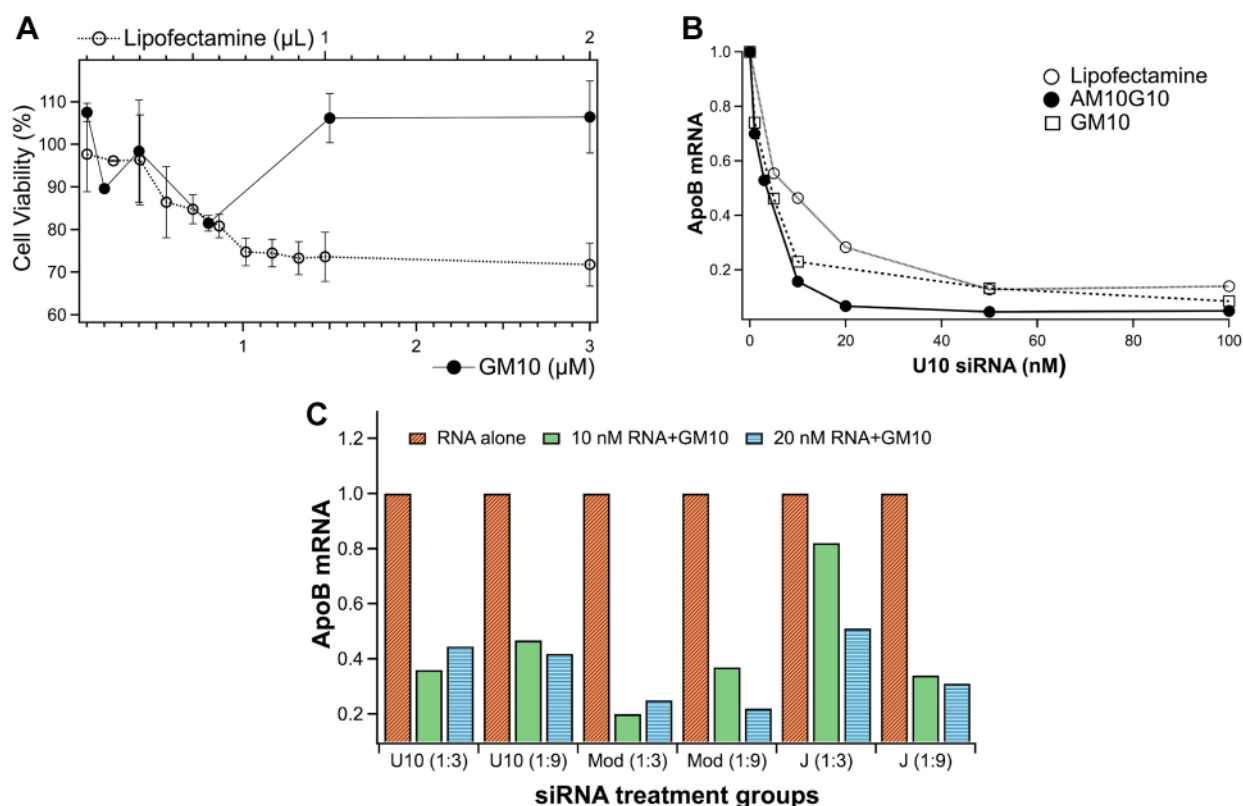 A
Lipofectamine (µL)
1
2
Cell Viability (%)
110
100
90
80
70
60
1
2
3
GM10 (µM)
B
ApoB mRNA
1.0
0.8
0.6
0.4
0.2
Lipofectamine
AM10G10
GM10
0
20
40
60
80
100
U10 siRNA (nM)
C
ApoB mRNA
1.2
1.0
0.8
0.6
0.4
0.2
RNA alone
10 nM RNA+GM10
20 nM RNA+GM10
U10 (1:3)
U10 (1:9)
Mod (1:3)
Mod (1:9)
J (1:3)
J (1:9)
siRNA treatment groups